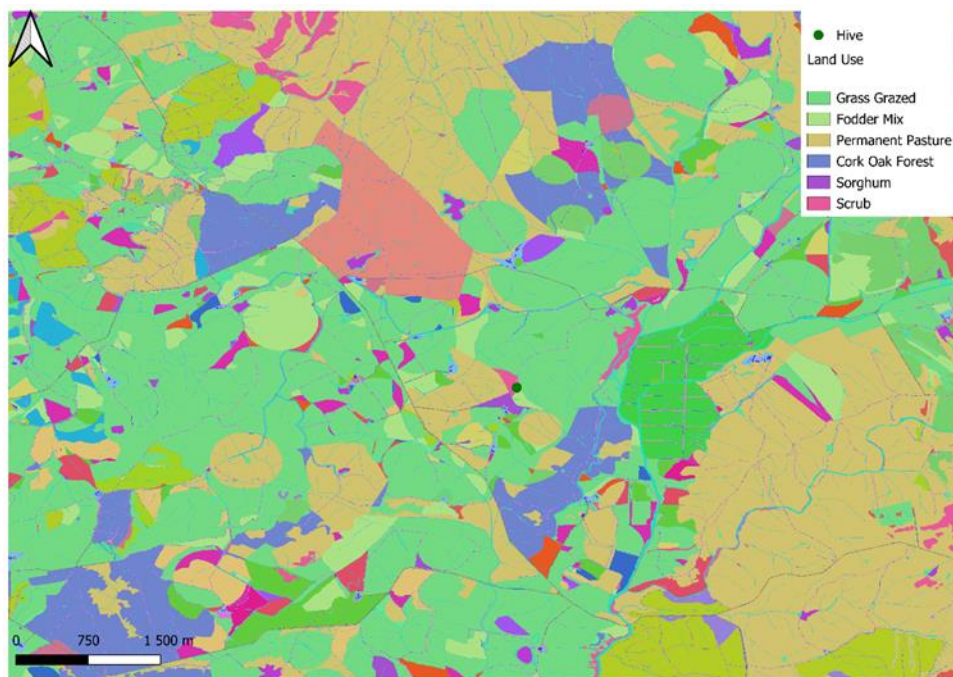 Hive
Land Use
Grass Grazed
Fodder Mix
Permanent Pasture
Cork Oak Forest
Sorghum
Scrub
0 750 1 500 m